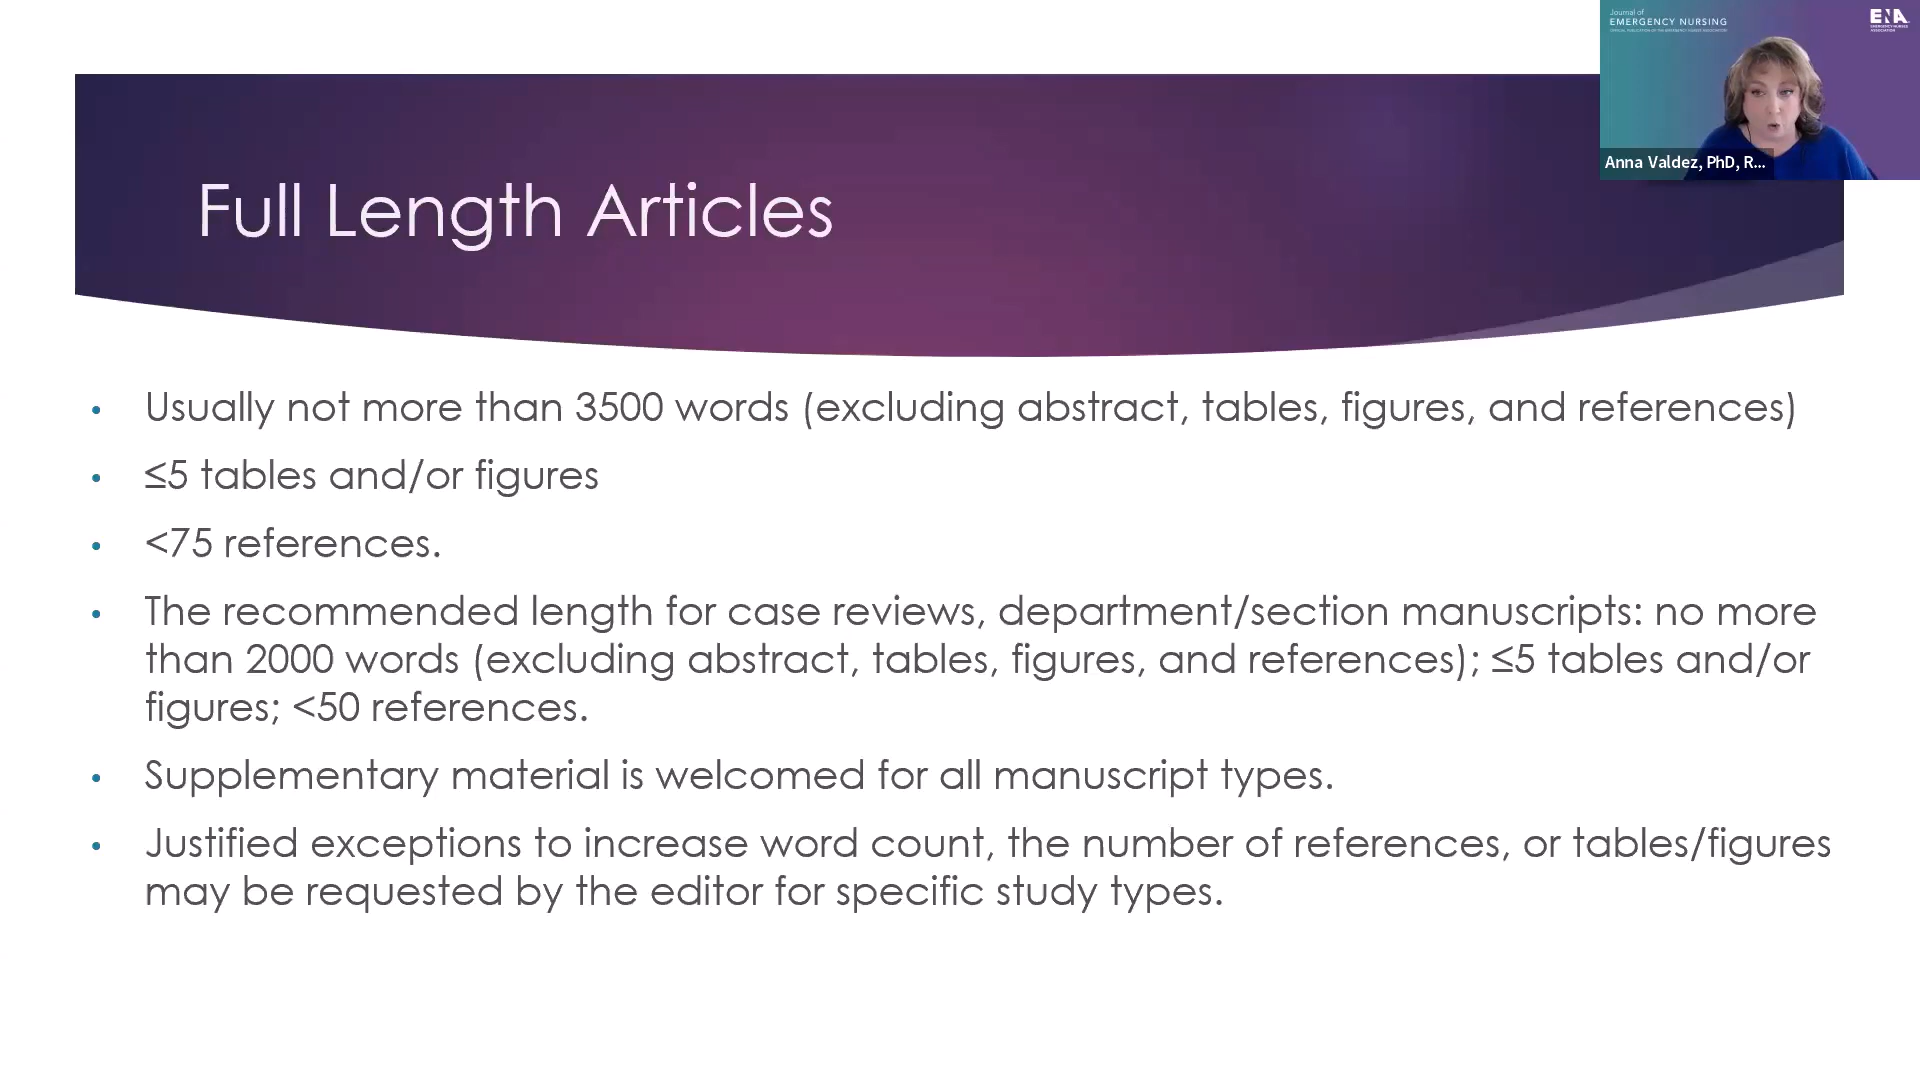 Journal of
EMERGENCY NURSING
ENA
Anna Valdez, PhD, R...
Full Length Articles
• Usually not more than 3500 words (excluding abstract, tables, figures, and references)
• ≤5 tables and/or figures
• <75 references.
• The recommended length for case reviews, department/section manuscripts: no more
than 2000 words (excluding abstract, tables, figures, and references); ≤5 tables and/or
figures; <50 references.
• Supplementary material is welcomed for all manuscript types.
• Justified exceptions to increase word count, the number of references, or tables/figures
may be requested by the editor for specific study types.